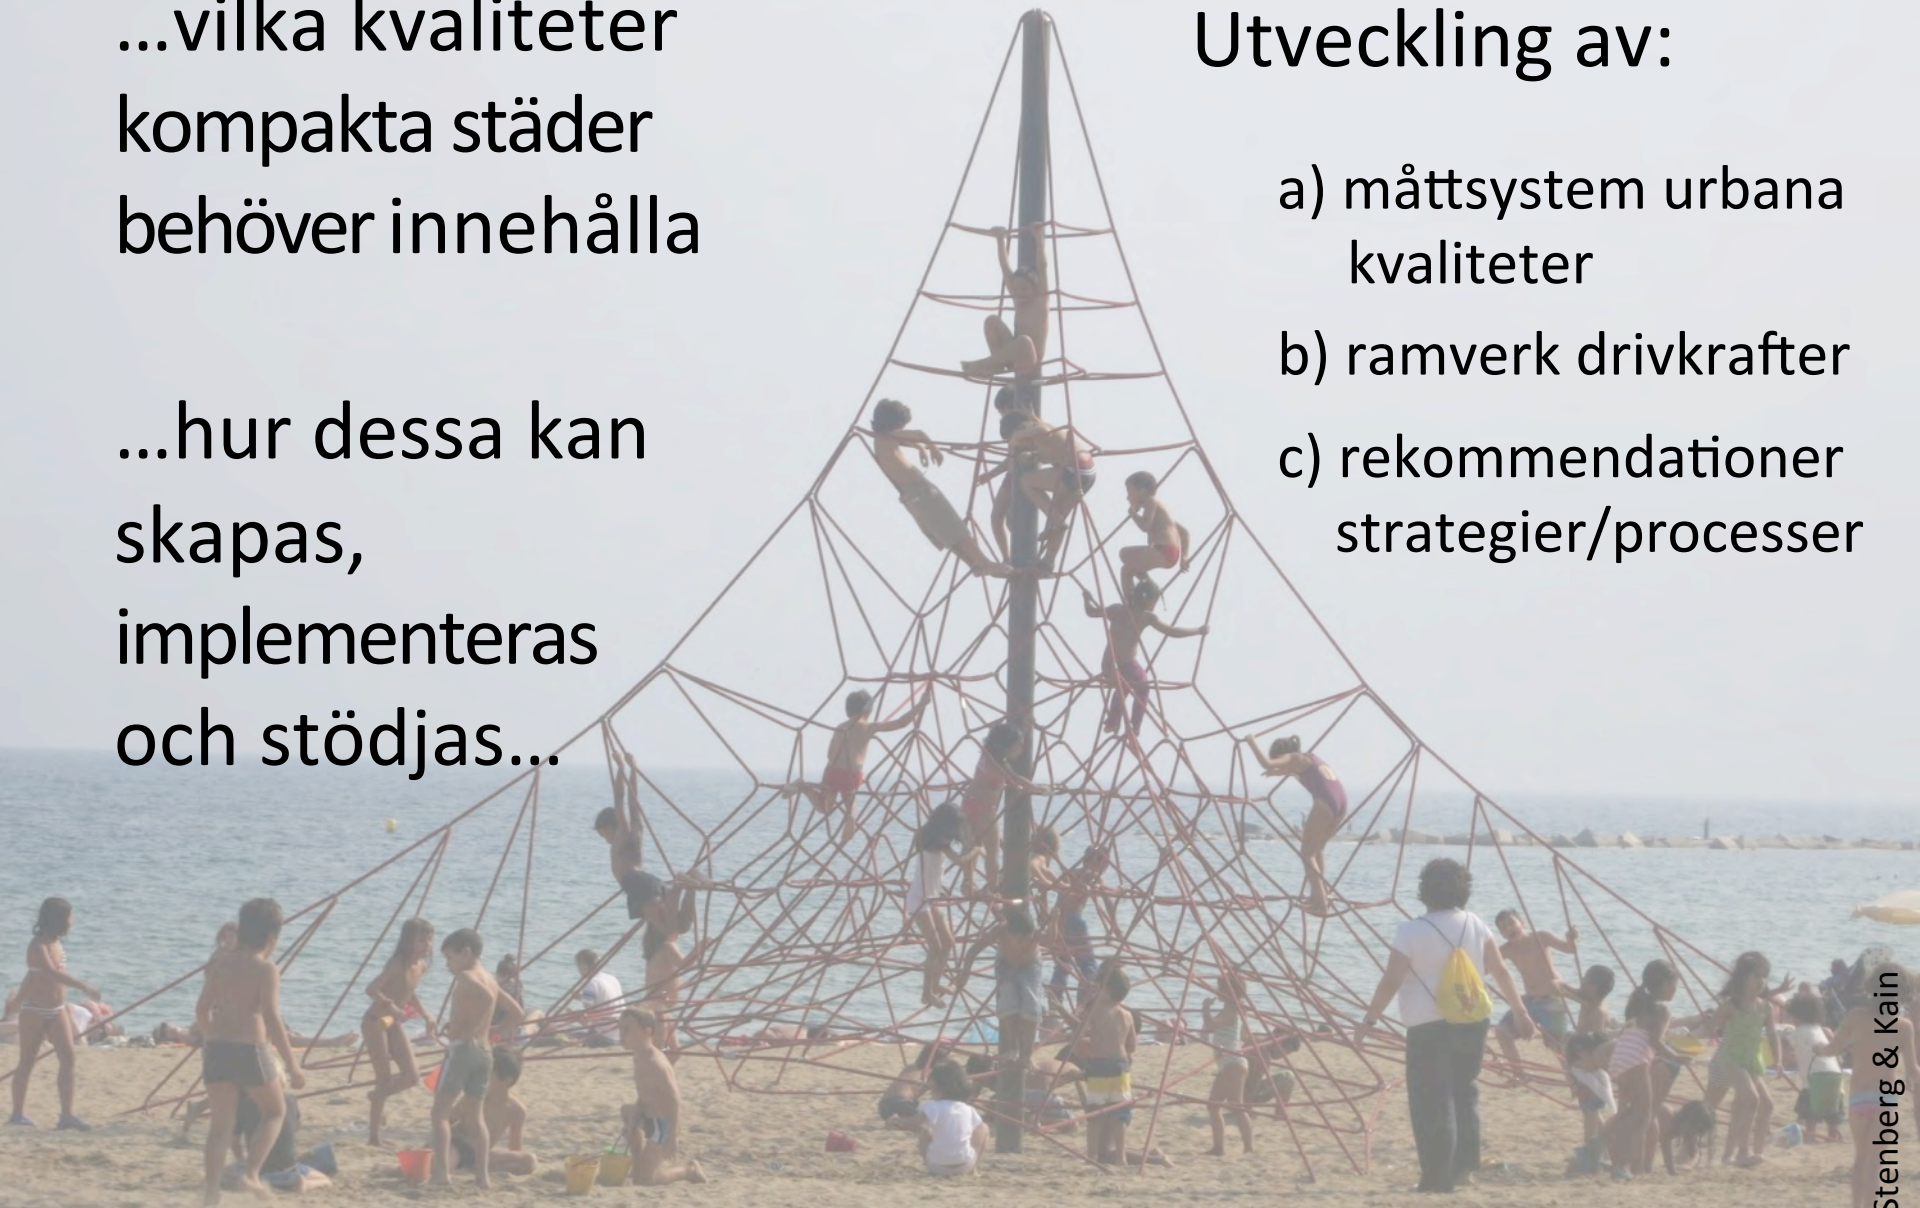 ...vilka kvaliteter
kompakta städer
behöver innehålla
...hur dessa kan
skapas,
implementeras
och stödjas...
Utveckling av:
a) måttsystem urbana
kvaliteter
b) ramverk drivkrafter
c) rekommendationer
strategier/processer
Stenberg & Kain